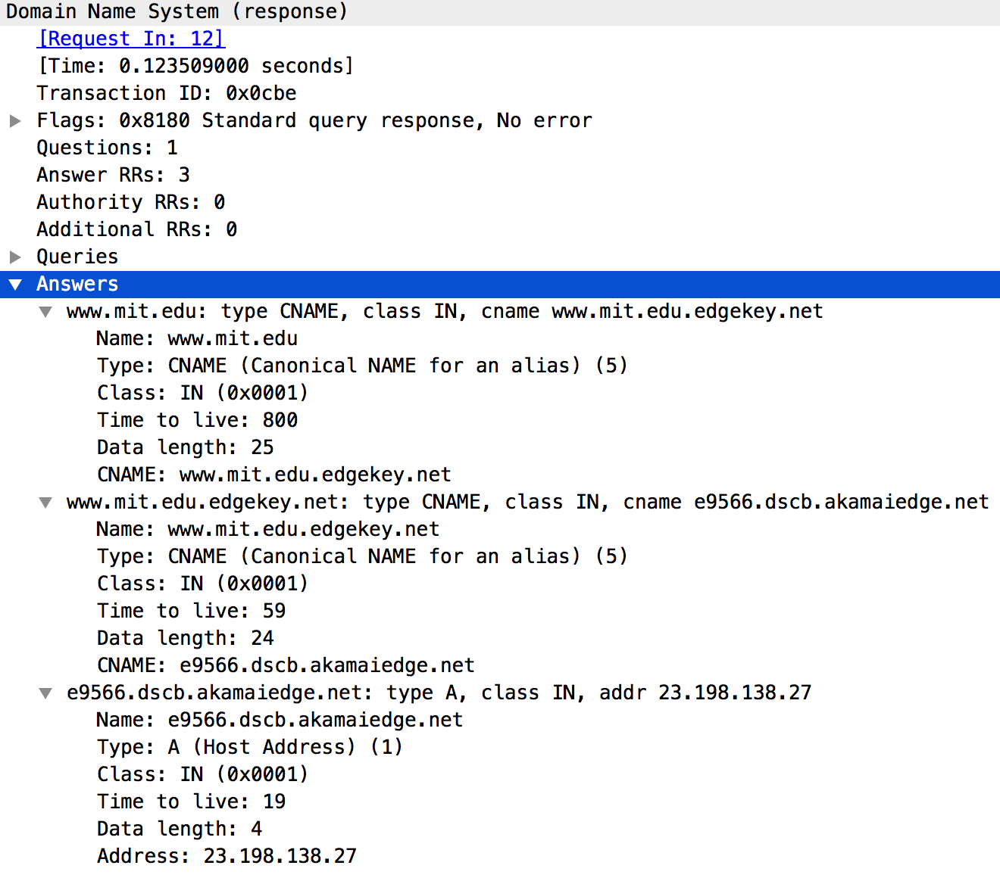 Domain Name System (response)
[Request In: 12]
[Time: 0.123509000 seconds]
Transaction ID: 0x0cbe
Flags: 0x8180 Standard query response, No error
Questions: 1
Answer RRs: 3
Authority RRs: 0
Additional RRs: 0
Queries
Answers
www.mit.edu: type CNAME, class IN, cname www.mit.edu.edgekey.net
Name: www.mit.edu
Type: CNAME (Canonical NAME for an alias) (5)
Class: IN (0x0001)
Time to live: 800
Data length: 25
CNAME: www.mit.edu.edgekey.net
www.mit.edu.edgekey.net: type CNAME, class IN, cname e9566.dscb.akamaiedge.net
Name: www.mit.edu.edgekey.net
Type: CNAME (Canonical NAME for an alias) (5)
Class: IN (0x0001)
Time to live: 59
Data length: 24
CNAME: e9566.dscb.akamaiedge.net
e9566.dscb.akamaiedge.net: type A, class IN, addr 23.198.138.27
Name: e9566.dscb.akamaiedge.net
Type: A (Host Address) (1)
Class: IN (0x0001)
Time to live: 19
Data length: 4
Address: 23.198.138.27